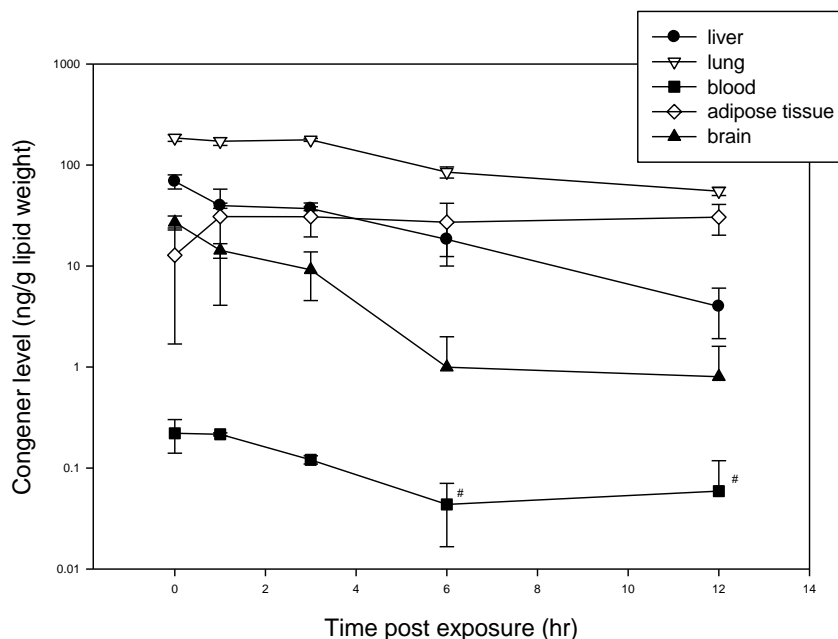 liver
lung
blood
adipose tissue
brain
1000
100
10
1
0.1
0.01
Congener level (ng/g lipid weight)
#
#
0 2 4 6 8 10 12 14
Time post exposure (hr)